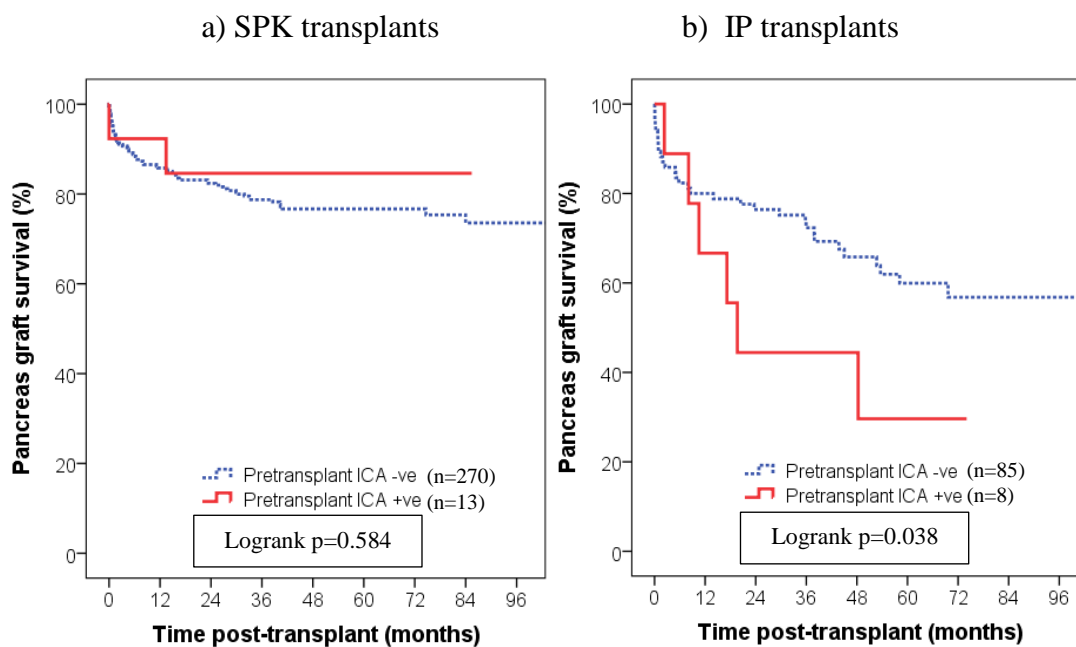 a) SPK transplants
100
80
60
40
20
0
Pancreas graft survival (%)
Pretransplant ICA -ve (n=270)
Pretransplant ICA +ve (n=13)
Logrank p=0.584
0 12 24 36 48 60 72 84 96
Time post-transplant (months)
b) IP transplants
100
80
60
40
20
0
Pancreas graft survival (%)
Pretransplant ICA -ve (n=85)
Pretransplant ICA +ve (n=8)
Logrank p=0.038
0 12 24 36 48 60 72 84 96
Time post-transplant (months)